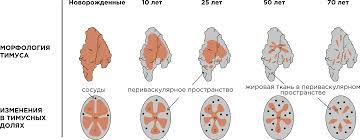 Новорожденные 10 лет 25 лет 50 лет 70 лет
МОРФОЛОГИЯ
ТИМУСА
сосуды периваскулярное пространство жировая ткань в периваскулярном
пространстве
ИЗМЕНЕНИЯ
В ТИМУСНЫХ
ДОЛЯХ